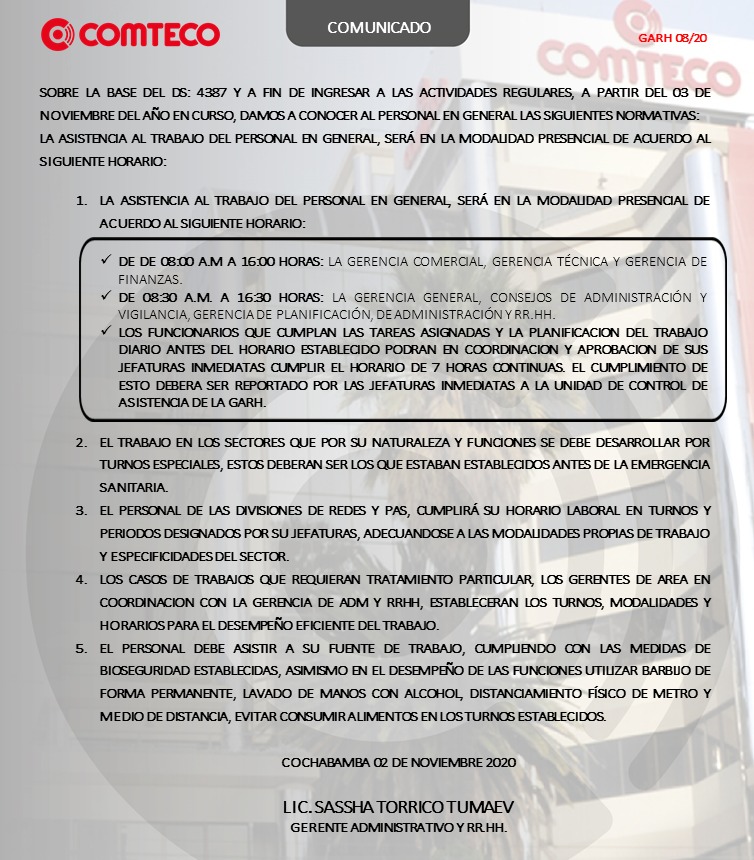 COMTECO
COMUNICADO
GARH 08/20
COMTECO
SOBRE LA BASE DEL DS: 4387 Y A FIN DE INGRESAR A LAS ACTIVIDADES REGULARES, A PARTIR DEL 03 DE
NOVIEMBRE DEL AÑO EN CURSO, DAMOS A CONOCER AL PERSONAL EN GENERAL LAS SIGUIENTES NORMATIVAS:
LA ASISTENCIA AL TRABAJO DEL PERSONAL EN GENERAL, SERÁ EN LA MODALIDAD PRESENCIAL DE ACUERDO AL
SIGUIENTE HORARIO:
1. LA ASISTENCIA AL TRABAJO DEL PERSONAL EN GENERAL, SERÁ EN LA MODALIDAD PRESENCIAL DE
ACUERDO AL SIGUIENTE HORARIO:
✓ DE DE 08:00 A.M A 16:00 HORAS: LA GERENCIA COMERCIAL, GERENCIA TÉCNICA Y GERENCIA DE
FINANZAS.
✓ DE 08:30 A.M. A 16:30 HORAS: LA GERENCIA GENERAL, CONSEJOS DE ADMINISTRACIÓN Y
VIGILANCIA, GERENCIA DE PLANIFICACIÓN, DE ADMINISTRACIÓN Y RR.HH.
✓ LOS FUNCIONARIOS QUE CUMPLAN LAS TAREAS ASIGNADAS Y LA PLANIFICACION DEL TRABAJO
DIARIO ANTES DEL HORARIO ESTABLECIDO PODRAN EN COORDINACION Y APROBACION DE SUS
JEFATURAS INMEDIATAS CUMPLIR EL HORARIO DE 7 HORAS CONTINUAS. EL CUMPLIMIENTO DE
ESTO DEBERA SER REPORTADO POR LAS JEFATURAS INMEDIATAS A LA UNIDAD DE CONTROL DE
ASISTENCIA DE LA GARH.
2. EL TRABAJO EN LOS SECTORES QUE POR SU NATURALEZA Y FUNCIONES SE DEBE DESARROLLAR POR
TURNOS ESPECIALES, ESTOS DEBERAN SER LOS QUE ESTABAN ESTABLECIDOS ANTES DE LA EMERGENCIA
SANITARIA.
3. EL PERSONAL DE LAS DIVISIONES DE REDES Y PAS, CUMPLIRÁ SU HORARIO LABORAL EN TURNOS Y
PERIODOS DESIGNADOS POR SU JEFATURAS, ADECUANDOSE A LAS MODALIDADES PROPIAS DE TRABAJO
Y ESPECIFICIDADES DEL SECTOR.
4. LOS CASOS DE TRABAJOS QUE REQUIERAN TRATAMIENTO PARTICULAR, LOS GERENTES DE AREA EN
COORDINACION CON LA GERENCIA DE ADM Y RRHH, ESTABLECERAN LOS TURNOS, MODALIDADES Y
HORARIOS PARA EL DESEMPEÑO EFICIENTE DEL TRABAJO.
5. EL PERSONAL DEBE ASISTIR A SU FUENTE DE TRABAJO, CUMPLIENDO CON LAS MEDIDAS DE
BIOSEGURIDAD ESTABLECIDAS, ASIMISMO EN EL DESEMPEÑO DE LAS FUNCIONES UTILIZAR BARBIJO DE
FORMA PERMANENTE, LAVADO DE MANOS CON ALCOHOL, DISTANCIAMIENTO FÍSICO DE METRO Y
MEDIO DE DISTANCIA, EVITAR CONSUMIR ALIMENTOS EN LOS TURNOS ESTABLECIDOS.
COCHABAMBA 02 DE NOVIEMBRE 2020
LIC. SASSHA TORRICO TUMAEV
GERENTE ADMINISTRATIVO Y RR.HH.